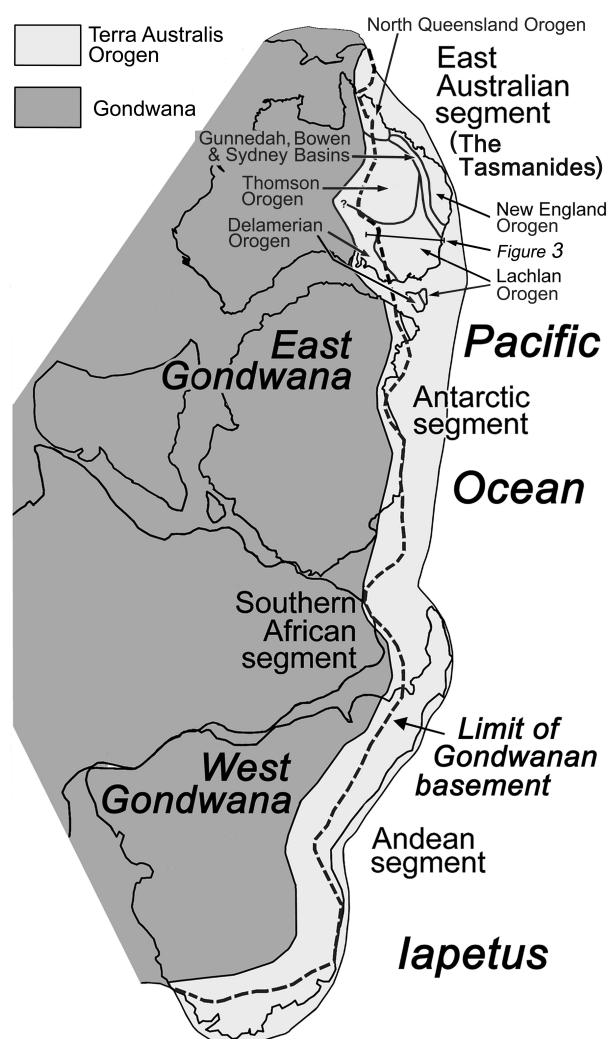 Terra Australis
Orogen
Gondwana
North Queensland Orogen
East
Australian
segment
(The
Tasmanides)
Gunnedah, Bowen
& Sydney Basins
Thomson
Orogen
?
Delamerian
Orogen
New England
Orogen
Figure 3
Lachlan
Orogen
East
Gondwana
Pacific
Antarctic
segment
Ocean
Southern
African
segment
Limit of
Gondwanan
basement
West
Gondwana
Andean
segment
Iapetus